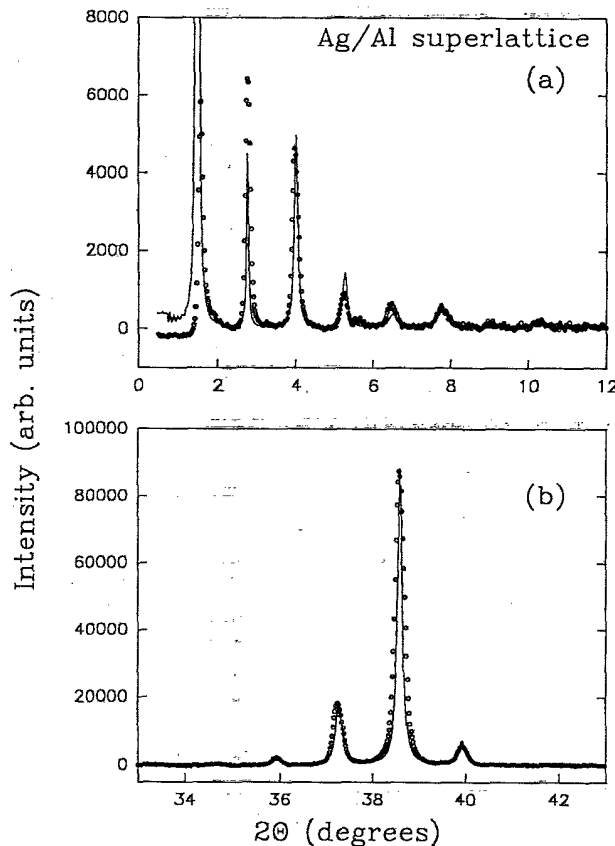 Ag/Al superlattice
(a)
8000
6000
4000
2000
0
0 2 4 6 8 10 12
Intensity (arb. units)
(b)
100000
80000
60000
40000
20000
0
34 36 38 40 42
2Θ (degrees)